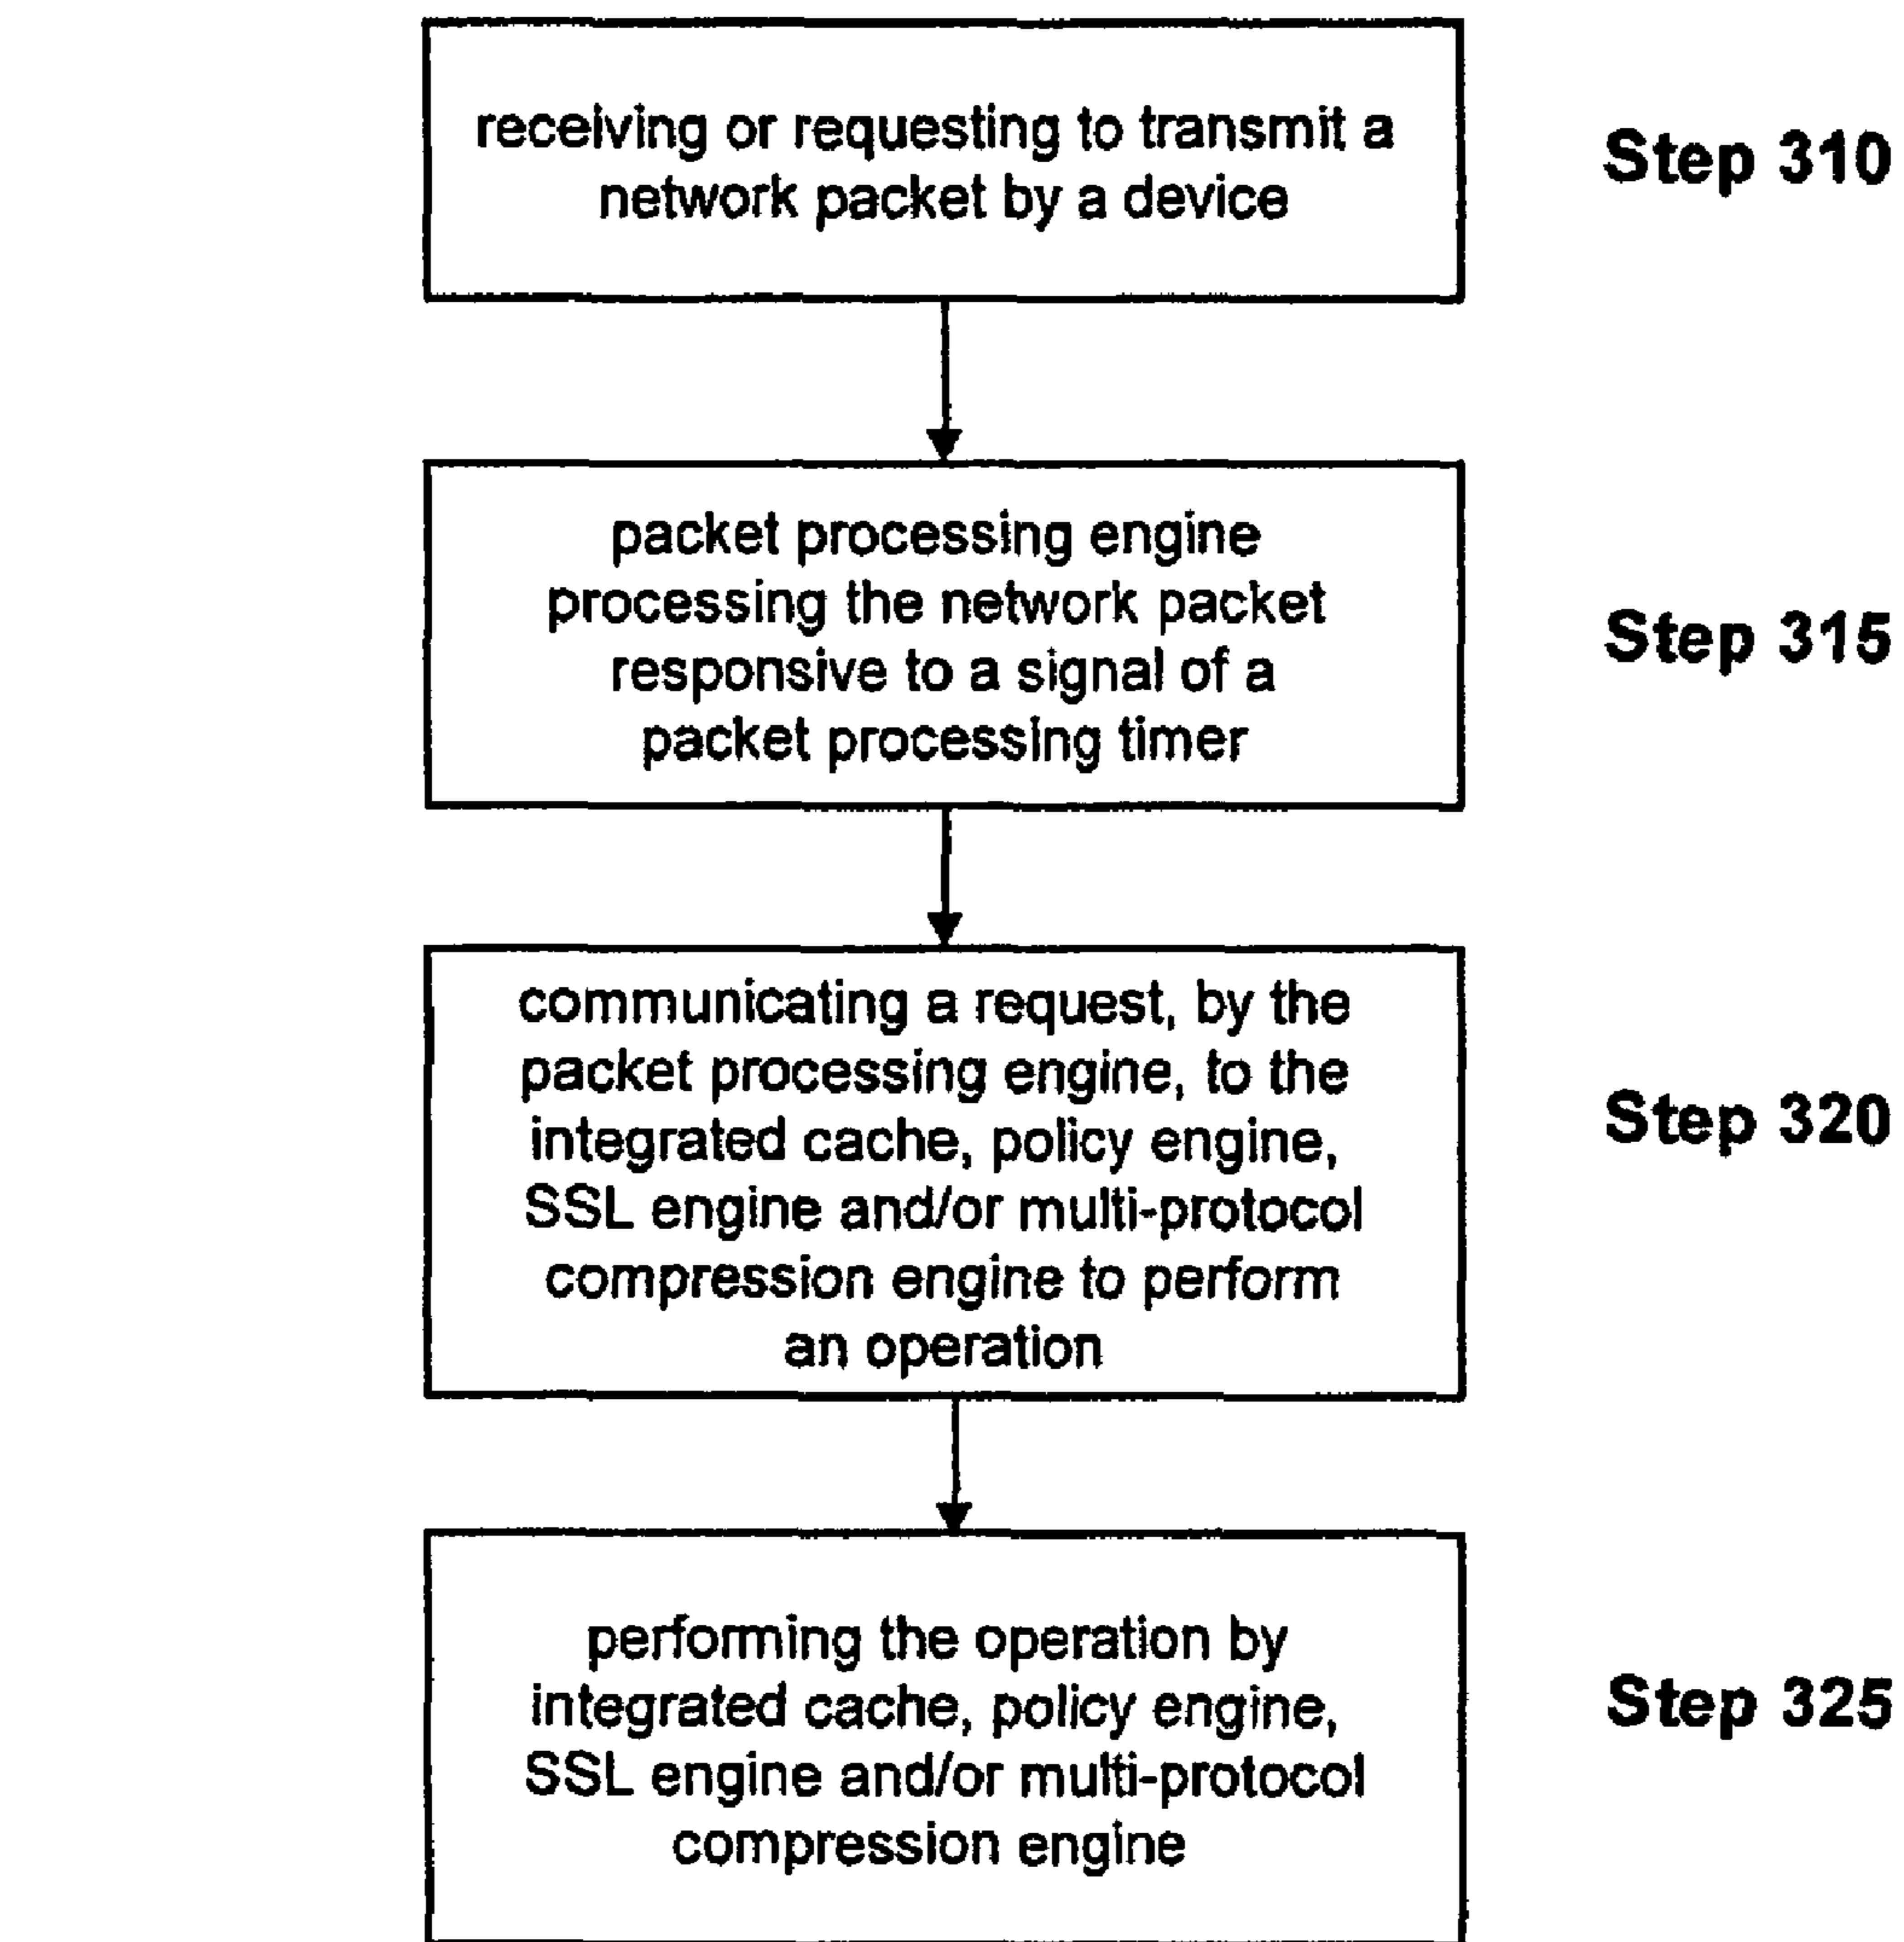 receiving or requesting to transmit a
network packet by a device
Step 310
packet processing engine
processing the network packet
responsive to a signal of a
packet processing timer
Step 315
communicating a request, by the
packet processing engine, to the
integrated cache, policy engine,
SSL engine and/or multi-protocol
compression engine to perform
an operation
Step 320
performing the operation by
integrated cache, policy engine,
SSL engine and/or multi-protocol
compression engine
Step 325